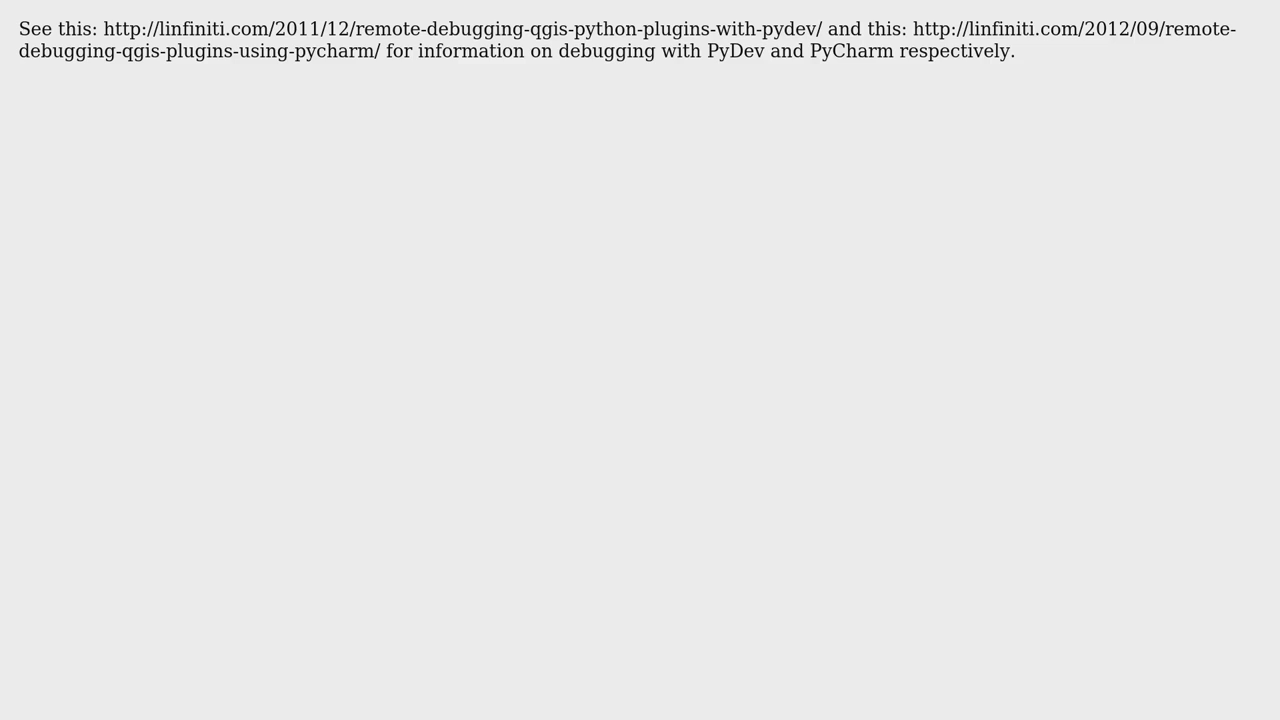 See this: http://linfiniti.com/2011/12/remote-debugging-qgis-python-plugins-with-pydev/ and this: http://linfiniti.com/2012/09/remote-
debugging-qgis-plugins-using-pycharm/ for information on debugging with PyDev and PyCharm respectively.